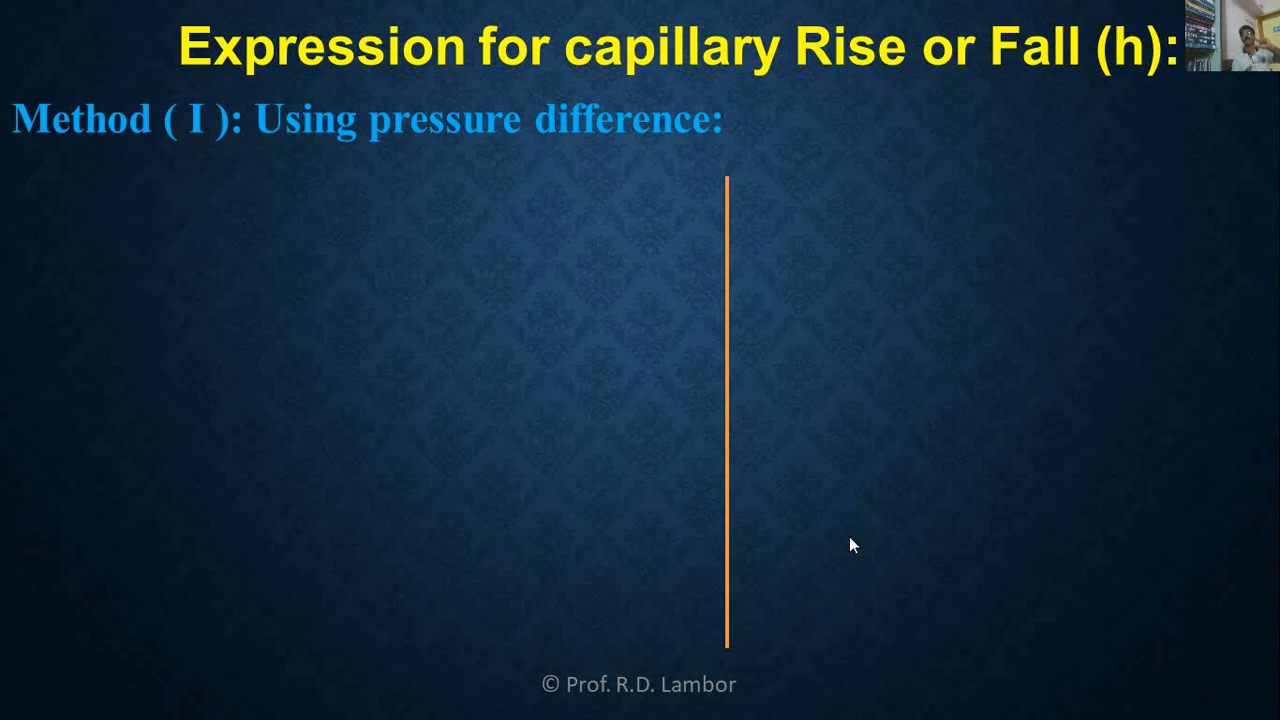 Expression for capillary Rise or Fall (h):
Method ( I ): Using pressure difference:
© Prof. R.D. Lambor